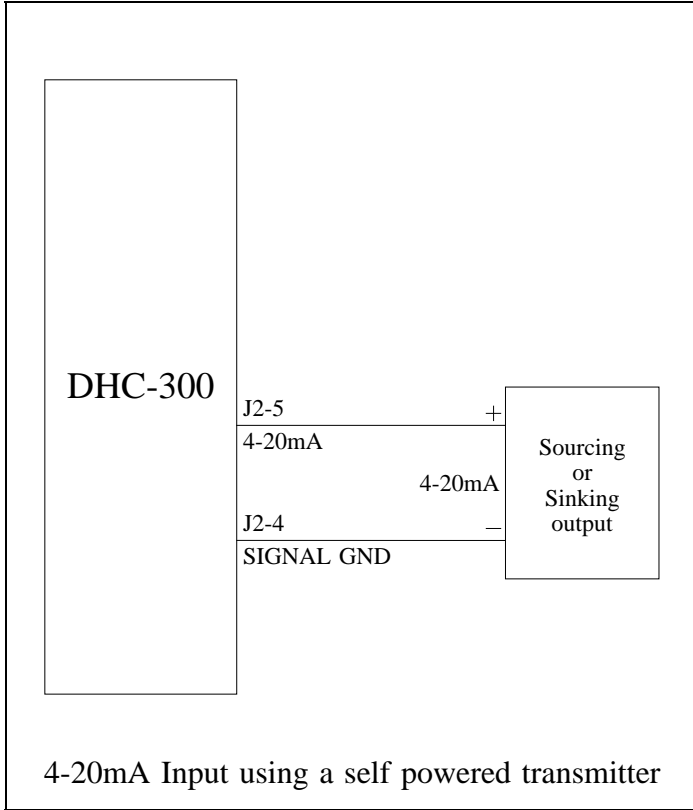 DHC-300
J2-5
+
4-20mA
Sourcing
or
Sinking
output
4-20mA
J2-4
−
SIGNAL GND
4-20mA Input using a self powered transmitter